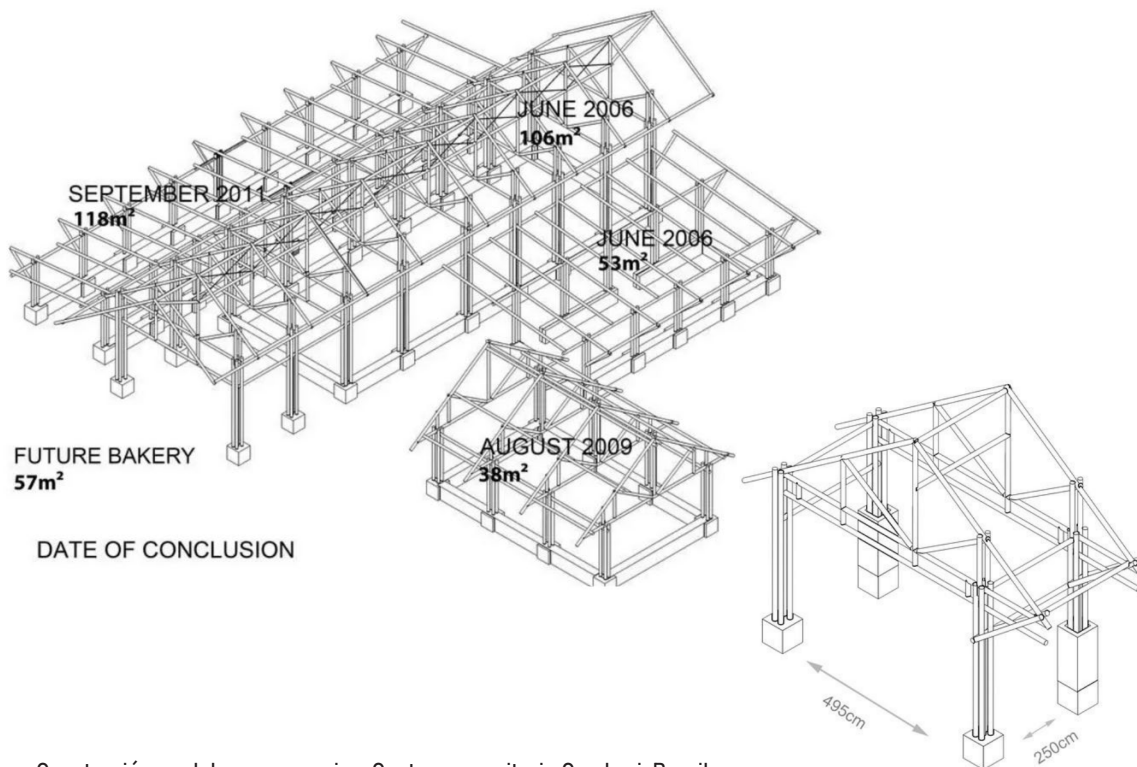 JUNE 2006
106m²
SEPTEMBER 2011
118m²
JUNE 2006
53m²
AUGUST 2009
38m²
FUTURE BAKERY
57m²
DATE OF CONCLUSION
495cm
250cm